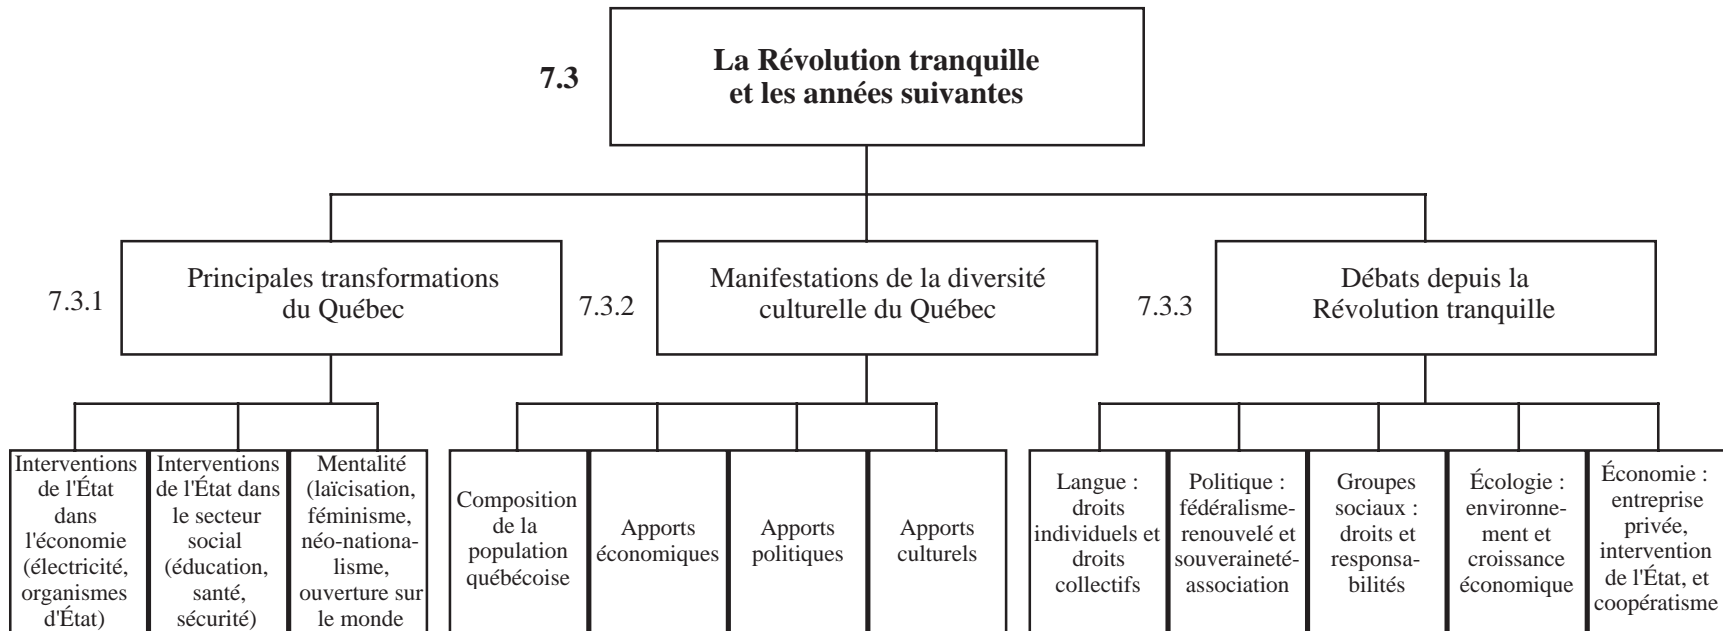 7.3
La Révolution tranquille
et les années suivantes
7.3.1
Principales transformations
du Québec
7.3.2
Manifestations de la diversité
culturelle du Québec
7.3.3
Débats depuis la
Révolution tranquille
Interventions
de l'État
dans
l'économie
(électricité,
organismes
d'État)
Interventions
de l'État dans
le secteur
social
(éducation,
santé,
sécurité)
Mentalité
(laïcisation,
féminisme,
néo-nationa-
lisme,
ouverture sur
le monde
Composition
de la
population
québécoise
Apports
économiques
Apports
politiques
Apports
culturels
Langue :
droits
individuels et
droits
collectifs
Politique :
fédéralisme-
renouvelé et
souveraineté-
association
Groupes
sociaux :
droits et
responsa-
bilités
Écologie :
environne-
ment et
croissance
économique
Économie :
entreprise
privée,
intervention
de l'État, et
coopératisme